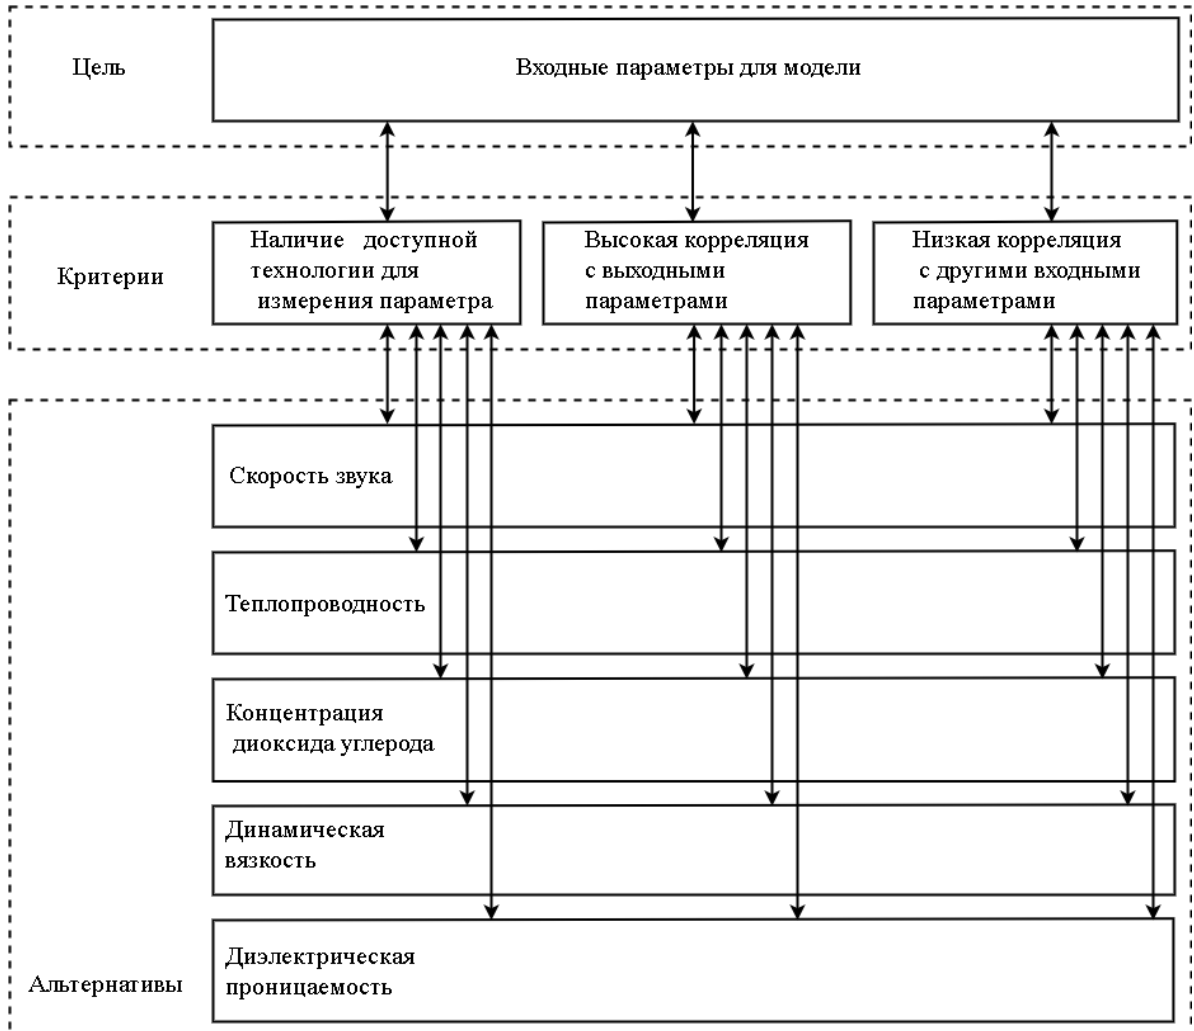 Цель
Входные параметры для модели
Критерии
Наличие доступной
технологии для
измерения параметра
Высокая корреляция
с выходными
параметрами
Низкая корреляция
с другими входными
параметрами
Скорость звука
Теплопроводность
Концентрация
диоксида углерода
Динамическая
вязкость
Диэлектрическая
проницаемость
Альтернативы